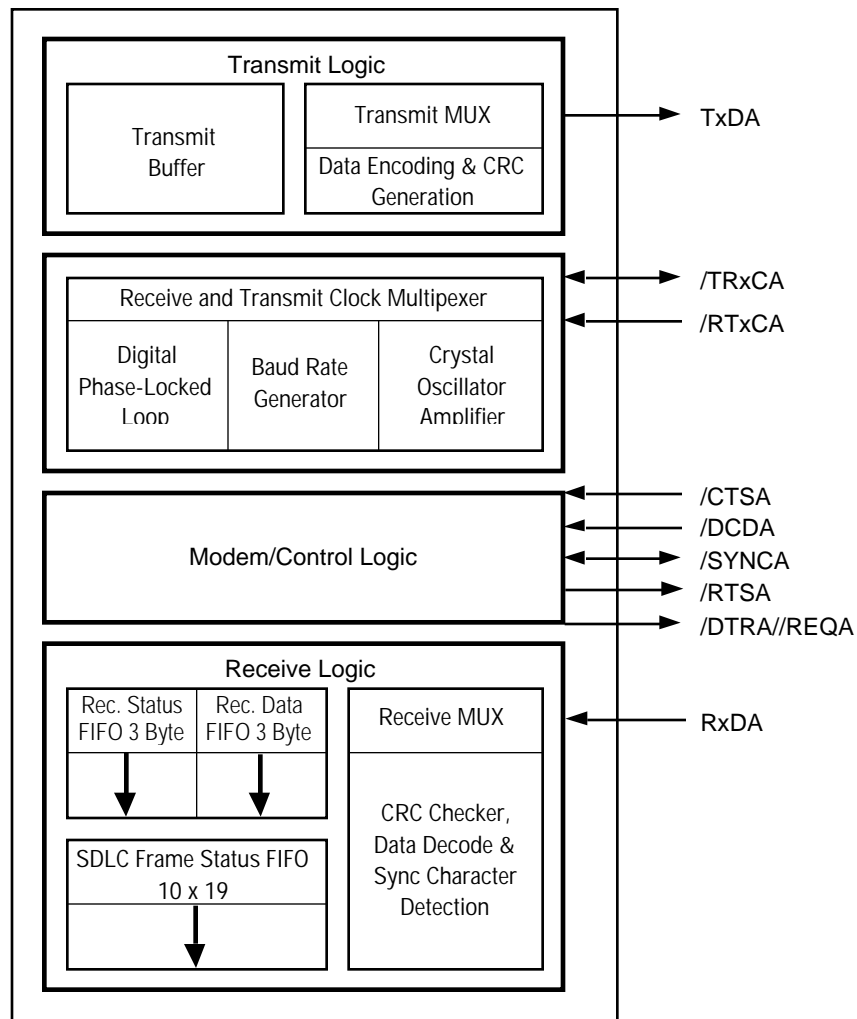 Transmit Logic
Transmit
Buffer
Transmit MUX
Data Encoding & CRC
Generation
TxDA
Receive and Transmit Clock Multipexer
Digital
Phase-Locked
Loop
Baud Rate
Generator
Crystal
Oscillator
Amplifier
/TRxCA
/RTxCA
Modem/Control Logic
/CTSA
/DCDA
/SYNCA
/RTSA
/DTRA//REQA
Receive Logic
Rec. Status
FIFO 3 Byte
Rec. Data
FIFO 3 Byte
Receive MUX
CRC Checker,
Data Decode &
Sync Character
Detection
SDLC Frame Status FIFO
10 x 19
RxDA